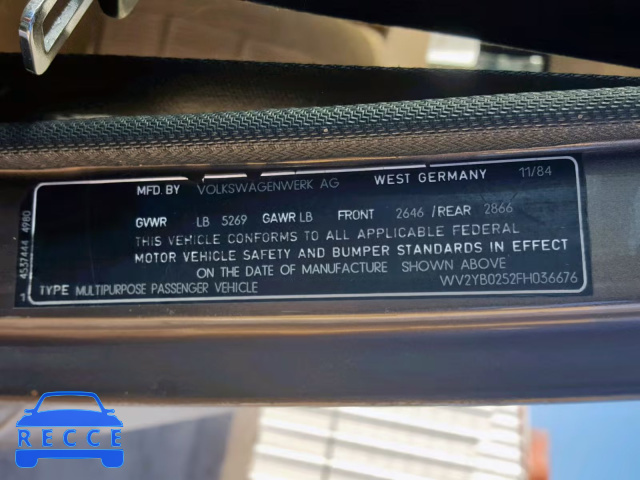 MFD.BY VOLKSWAGENWERK AG WEST GERMANY 11/84
GVWR LB 5269 GAWR LB FRONT 2646 /REAR 2866
THIS VEHICLE CONFORMS TO ALL APPLICABLE FEDERAL
MOTOR VEHICLE SAFETY AND BUMPER STANDARDS IN EFFECT
ON THE DATE OF MANUFACTURE SHOWN ABOVE
WV2YB0252FH036676
TYPE MULTIPURPOSE PASSENGER VEHICLE
1 4537444 4980
RECCE